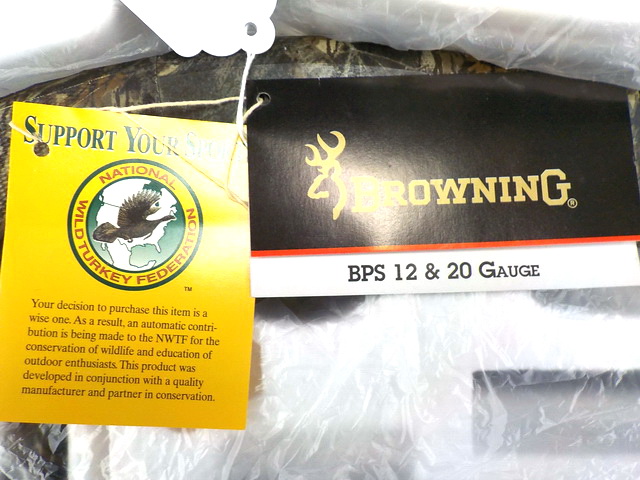 SUPPORT YOUR
NATIONAL
WILD TURKEY FEDERATION
TM
Your decision to purchase this item is a
wise one. As a result, an automatic contri-
bution is being made to the NWTF for the
conservation of wildlife and education of
outdoor enthusiasts. This product was
developed in conjunction with a quality
manufacturer and partner in conservation.
BROWNING®
BPS 12 & 20 GAUGE